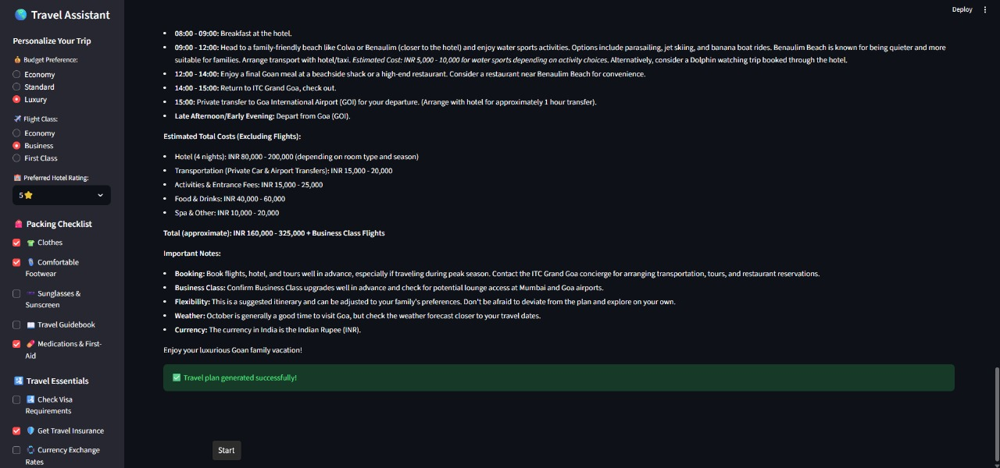 Travel Assistant
Personalize Your Trip
Budget Preference:
Economy
Standard
Luxury
Flight Class:
Economy
Business
First Class
Preferred Hotel Rating:
5
Packing Checklist
Clothes
Comfortable
Footwear
Sunglasses &
Sunscreen
Travel Guidebook
Medications & First-
Aid
Travel Essentials
Check Visa
Requirements
Get Travel Insurance
Currency Exchange
Rates
Deploy
08:00 - 09:00: Breakfast at the hotel.
09:00 - 12:00: Head to a family-friendly beach like Colva or Benaulim (closer to the hotel) and enjoy water sports activities. Options include parasailing, jet skiing, and banana boat rides. Benaulim Beach is known for being quieter and more
suitable for families. Arrange transport with hotel/taxi. Estimated Cost: INR 5,000 - 10,000 for water sports depending on activity choices. Alternatively, consider a Dolphin watching trip booked through the hotel.
12:00 - 14:00: Enjoy a final Goan meal at a beachside shack or a high-end restaurant. Consider a restaurant near Benaulim Beach for convenience.
14:00 - 15:00: Return to ITC Grand Goa, check out.
15:00: Private transfer to Goa International Airport (GOI) for your departure. (Arrange with hotel for approximately 1 hour transfer).
Late Afternoon/Early Evening: Depart from Goa (GOI).
Estimated Total Costs (Excluding Flights):
Hotel (4 nights): INR 80,000 - 200,000 (depending on room type and season)
Transportation (Private Car & Airport Transfers): INR 15,000 - 20,000
Activities & Entrance Fees: INR 15,000 - 25,000
Food & Drinks: INR 40,000 - 60,000
Spa & Other: INR 10,000 - 20,000
Total (approximate): INR 160,000 - 325,000 + Business Class Flights
Important Notes:
Booking: Book flights, hotel, and tours well in advance, especially if traveling during peak season. Contact the ITC Grand Goa concierge for arranging transportation, tours, and restaurant reservations.
Business Class: Confirm Business Class upgrades well in advance and check for potential lounge access at Mumbai and Goa airports.
Flexibility: This is a suggested itinerary and can be adjusted to your family's preferences. Don't be afraid to deviate from the plan and explore on your own.
Weather: October is generally a good time to visit Goa, but check the weather forecast closer to your travel dates.
Currency: The currency in India is the Indian Rupee (INR).
Enjoy your luxurious Goan family vacation!
Travel plan generated successfully!
Start